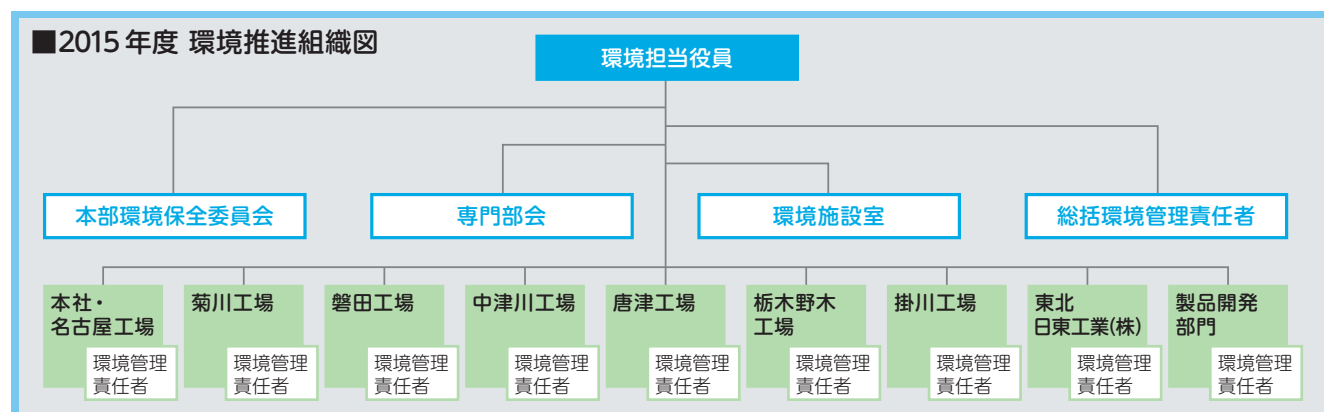 ■2015年度 環境推進組織図
環境担当役員
本部環境保全委員会
専門部会
環境施設室
総括環境管理責任者
本社・
名古屋工場
環境管理
責任者
菊川工場
環境管理
責任者
磐田工場
環境管理
責任者
中津川工場
環境管理
責任者
唐津工場
環境管理
責任者
栃木野木
工場
環境管理
責任者
掛川工場
環境管理
責任者
東北
日東工業(株)
環境管理
責任者
製品開発
部門
環境管理
責任者